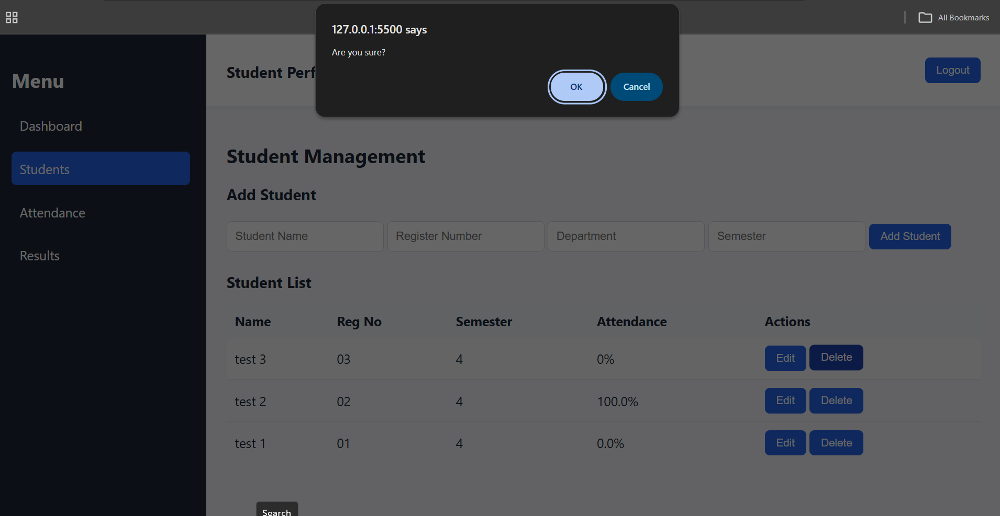 All Bookmarks
127.0.0.1:5500 says
Are you sure?
OK Cancel
Menu
Dashboard
Students
Attendance
Results
Student Perf
Logout
Student Management
Add Student
Student Name Register Number Department Semester Add Student
Student List
Name Reg No Semester Attendance Actions
test 3 03 4 0% Edit Delete
test 2 02 4 100.0% Edit Delete
test 1 01 4 0.0% Edit Delete
Search